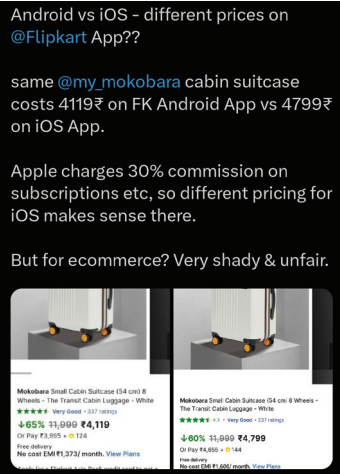 Android vs iOS - different prices on
@Flipkart App??
same @my_mokobara cabin suitcase
costs 4119₹ on FK Android App vs 4799₹
on iOS App.
Apple charges 30% commission on
subscriptions etc, so different pricing for
iOS makes sense there.
But for ecommerce? Very shady & unfair.
Mokobara Small Cabin Suitcase (54 cm) 8
Wheels - The Transit Cabin Luggage - White
Very Good • 337 ratings
↓65% 11,999 ₹4,119
Or Pay ₹3,995 + 124
Free delivery
No cost EMI ₹1,373/month. View Plans
Mokobara Small Cabin Suitcase (54 cm) 8 Wheels -
The Transit Cabin Luggage - White
4.3 • Very Good • 337 ratings
↓60% 11,999 ₹4,799
Or Pay ₹4,655 + 144
Free delivery
No cost EMI ₹1,600/month. View Plans